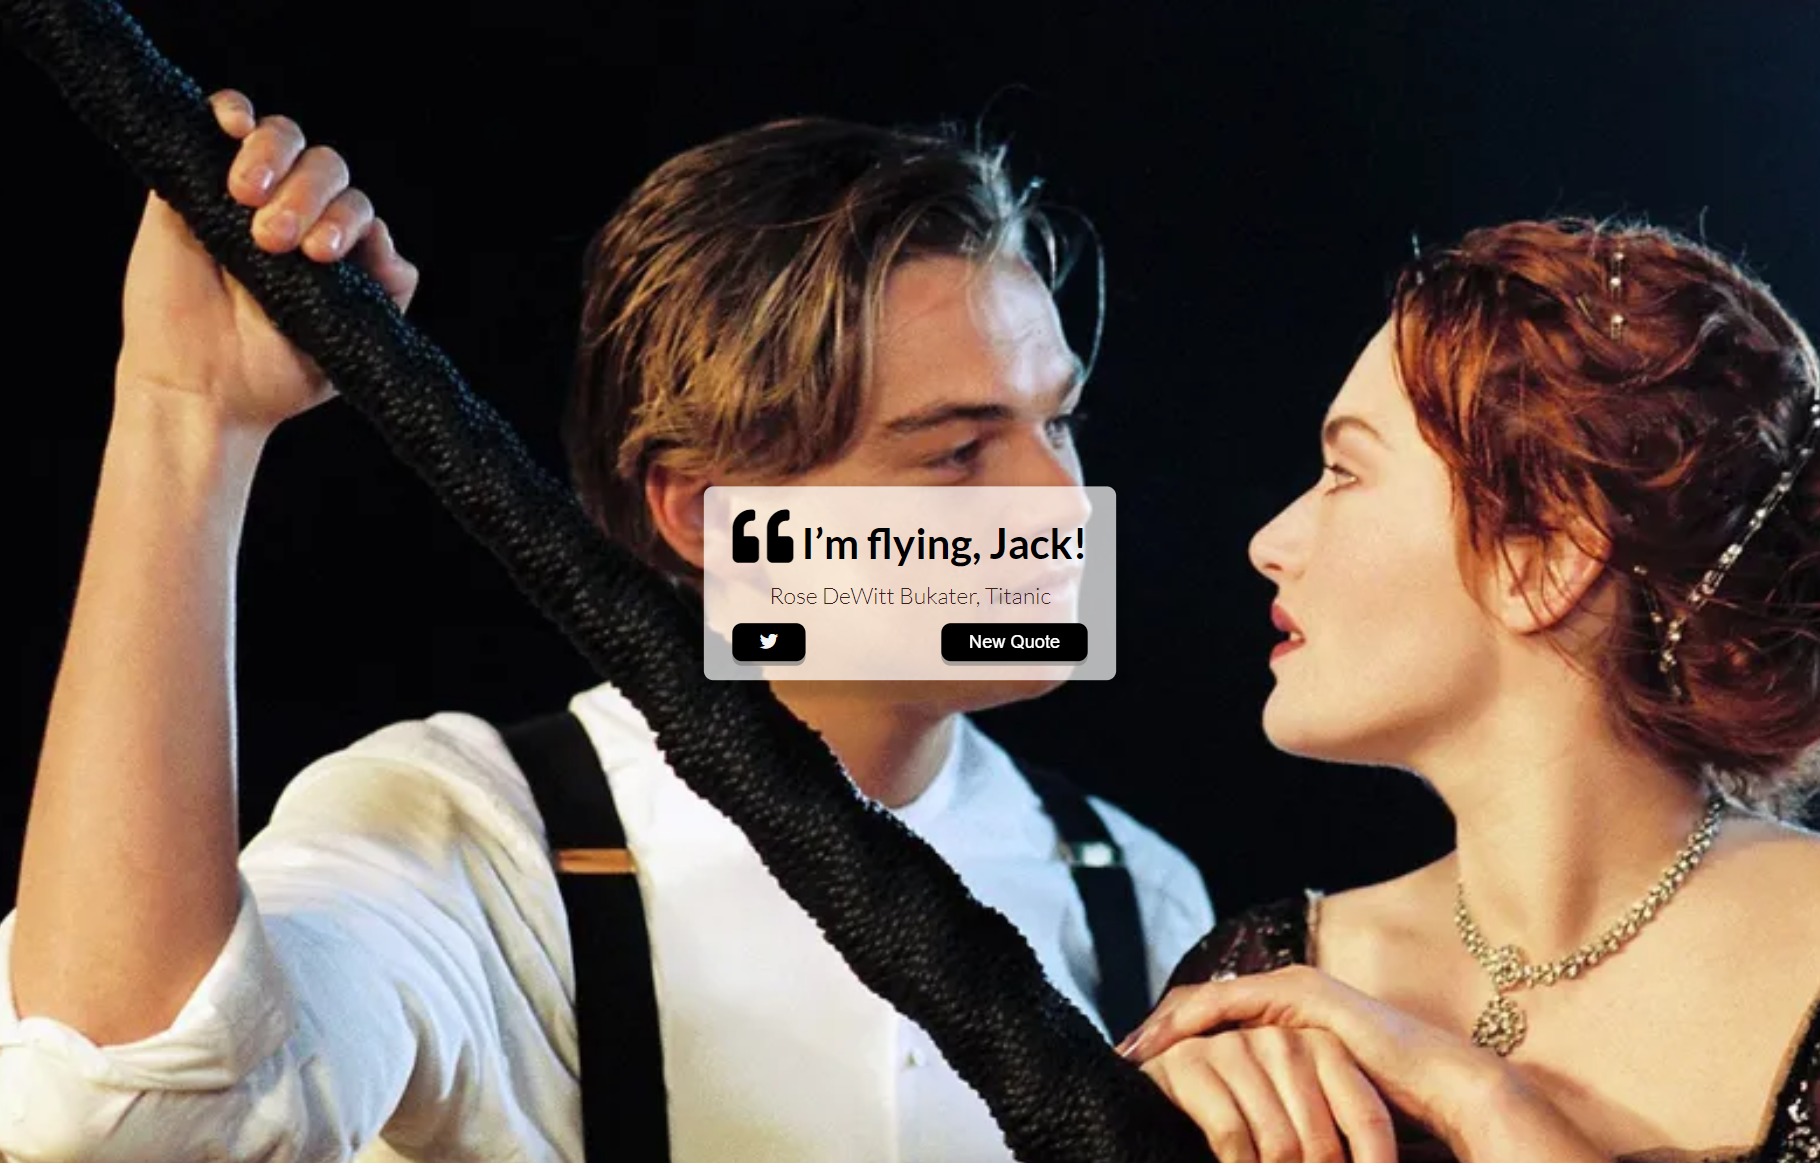 “I’m flying, Jack!
Rose DeWitt Bukater, Titanic
New Quote